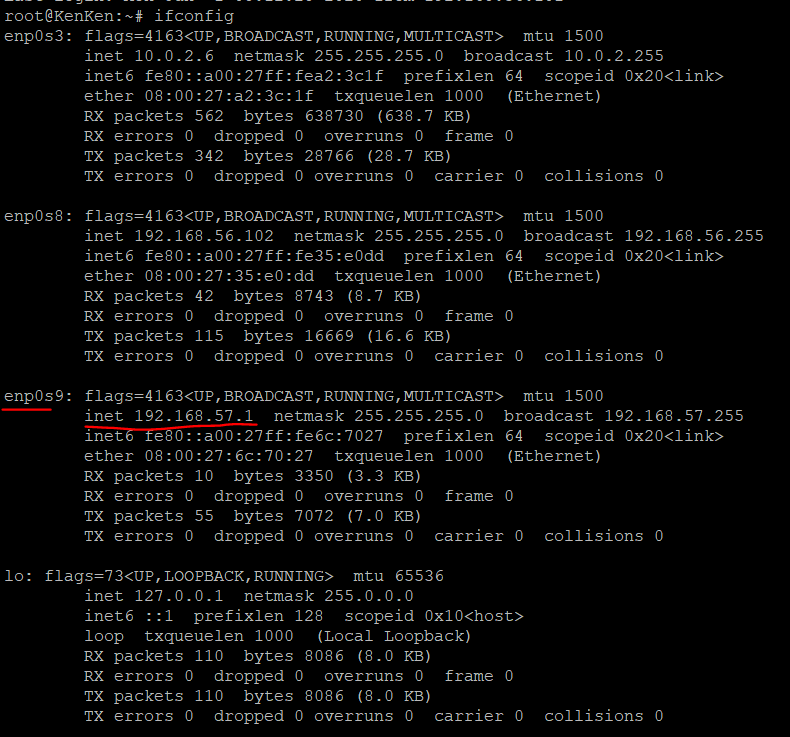 root@KenKen:~# ifconfig
enp0s3: flags=4163<UP,BROADCAST,RUNNING,MULTICAST>  mtu 1500
        inet 10.0.2.6  netmask 255.255.255.0  broadcast 10.0.2.255
        inet6 fe80::a00:27ff:fea2:3c1f  prefixlen 64  scopeid 0x20<link>
        ether 08:00:27:a2:3c:1f  txqueuelen 1000  (Ethernet)
        RX packets 562  bytes 638730 (638.7 KB)
        RX errors 0  dropped 0  overruns 0  frame 0
        TX packets 342  bytes 28766 (28.7 KB)
        TX errors 0  dropped 0 overruns 0  carrier 0  collisions 0

enp0s8: flags=4163<UP,BROADCAST,RUNNING,MULTICAST>  mtu 1500
        inet 192.168.56.102  netmask 255.255.255.0  broadcast 192.168.56.255
        inet6 fe80::a00:27ff:fe35:e0dd  prefixlen 64  scopeid 0x20<link>
        ether 08:00:27:35:e0:dd  txqueuelen 1000  (Ethernet)
        RX packets 42  bytes 8743 (8.7 KB)
        RX errors 0  dropped 0  overruns 0  frame 0
        TX packets 115  bytes 16669 (16.6 KB)
        TX errors 0  dropped 0 overruns 0  carrier 0  collisions 0

enp0s9: flags=4163<UP,BROADCAST,RUNNING,MULTICAST>  mtu 1500
        inet 192.168.57.1  netmask 255.255.255.0  broadcast 192.168.57.255
        inet6 fe80::a00:27ff:fe6c:7027  prefixlen 64  scopeid 0x20<link>
        ether 08:00:27:6c:70:27  txqueuelen 1000  (Ethernet)
        RX packets 10  bytes 3350 (3.3 KB)
        RX errors 0  dropped 0  overruns 0  frame 0
        TX packets 55  bytes 7072 (7.0 KB)
        TX errors 0  dropped 0 overruns 0  carrier 0  collisions 0

lo: flags=73<UP,LOOPBACK,RUNNING>  mtu 65536
        inet 127.0.0.1  netmask 255.0.0.0
        inet6 ::1  prefixlen 128  scopeid 0x10<host>
        loop  txqueuelen 1000  (Local Loopback)
        RX packets 110  bytes 8086 (8.0 KB)
        RX errors 0  dropped 0  overruns 0  frame 0
        TX packets 110  bytes 8086 (8.0 KB)
        TX errors 0  dropped 0 overruns 0  carrier 0  collisions 0